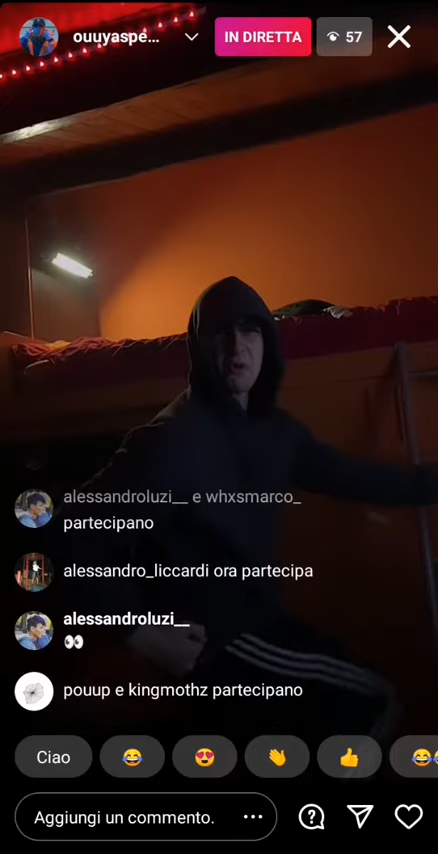 ouuyaspe...
IN DIRETTA
57
alessandroluzi__ e whxsmarco_
partecipano
alessandro_liccardi ora partecipa
alessandroluzi__
👀
pouup e kingmothz partecipano
Ciao 😂 😍 👏 👍 😂
Aggiungi un commento. ...